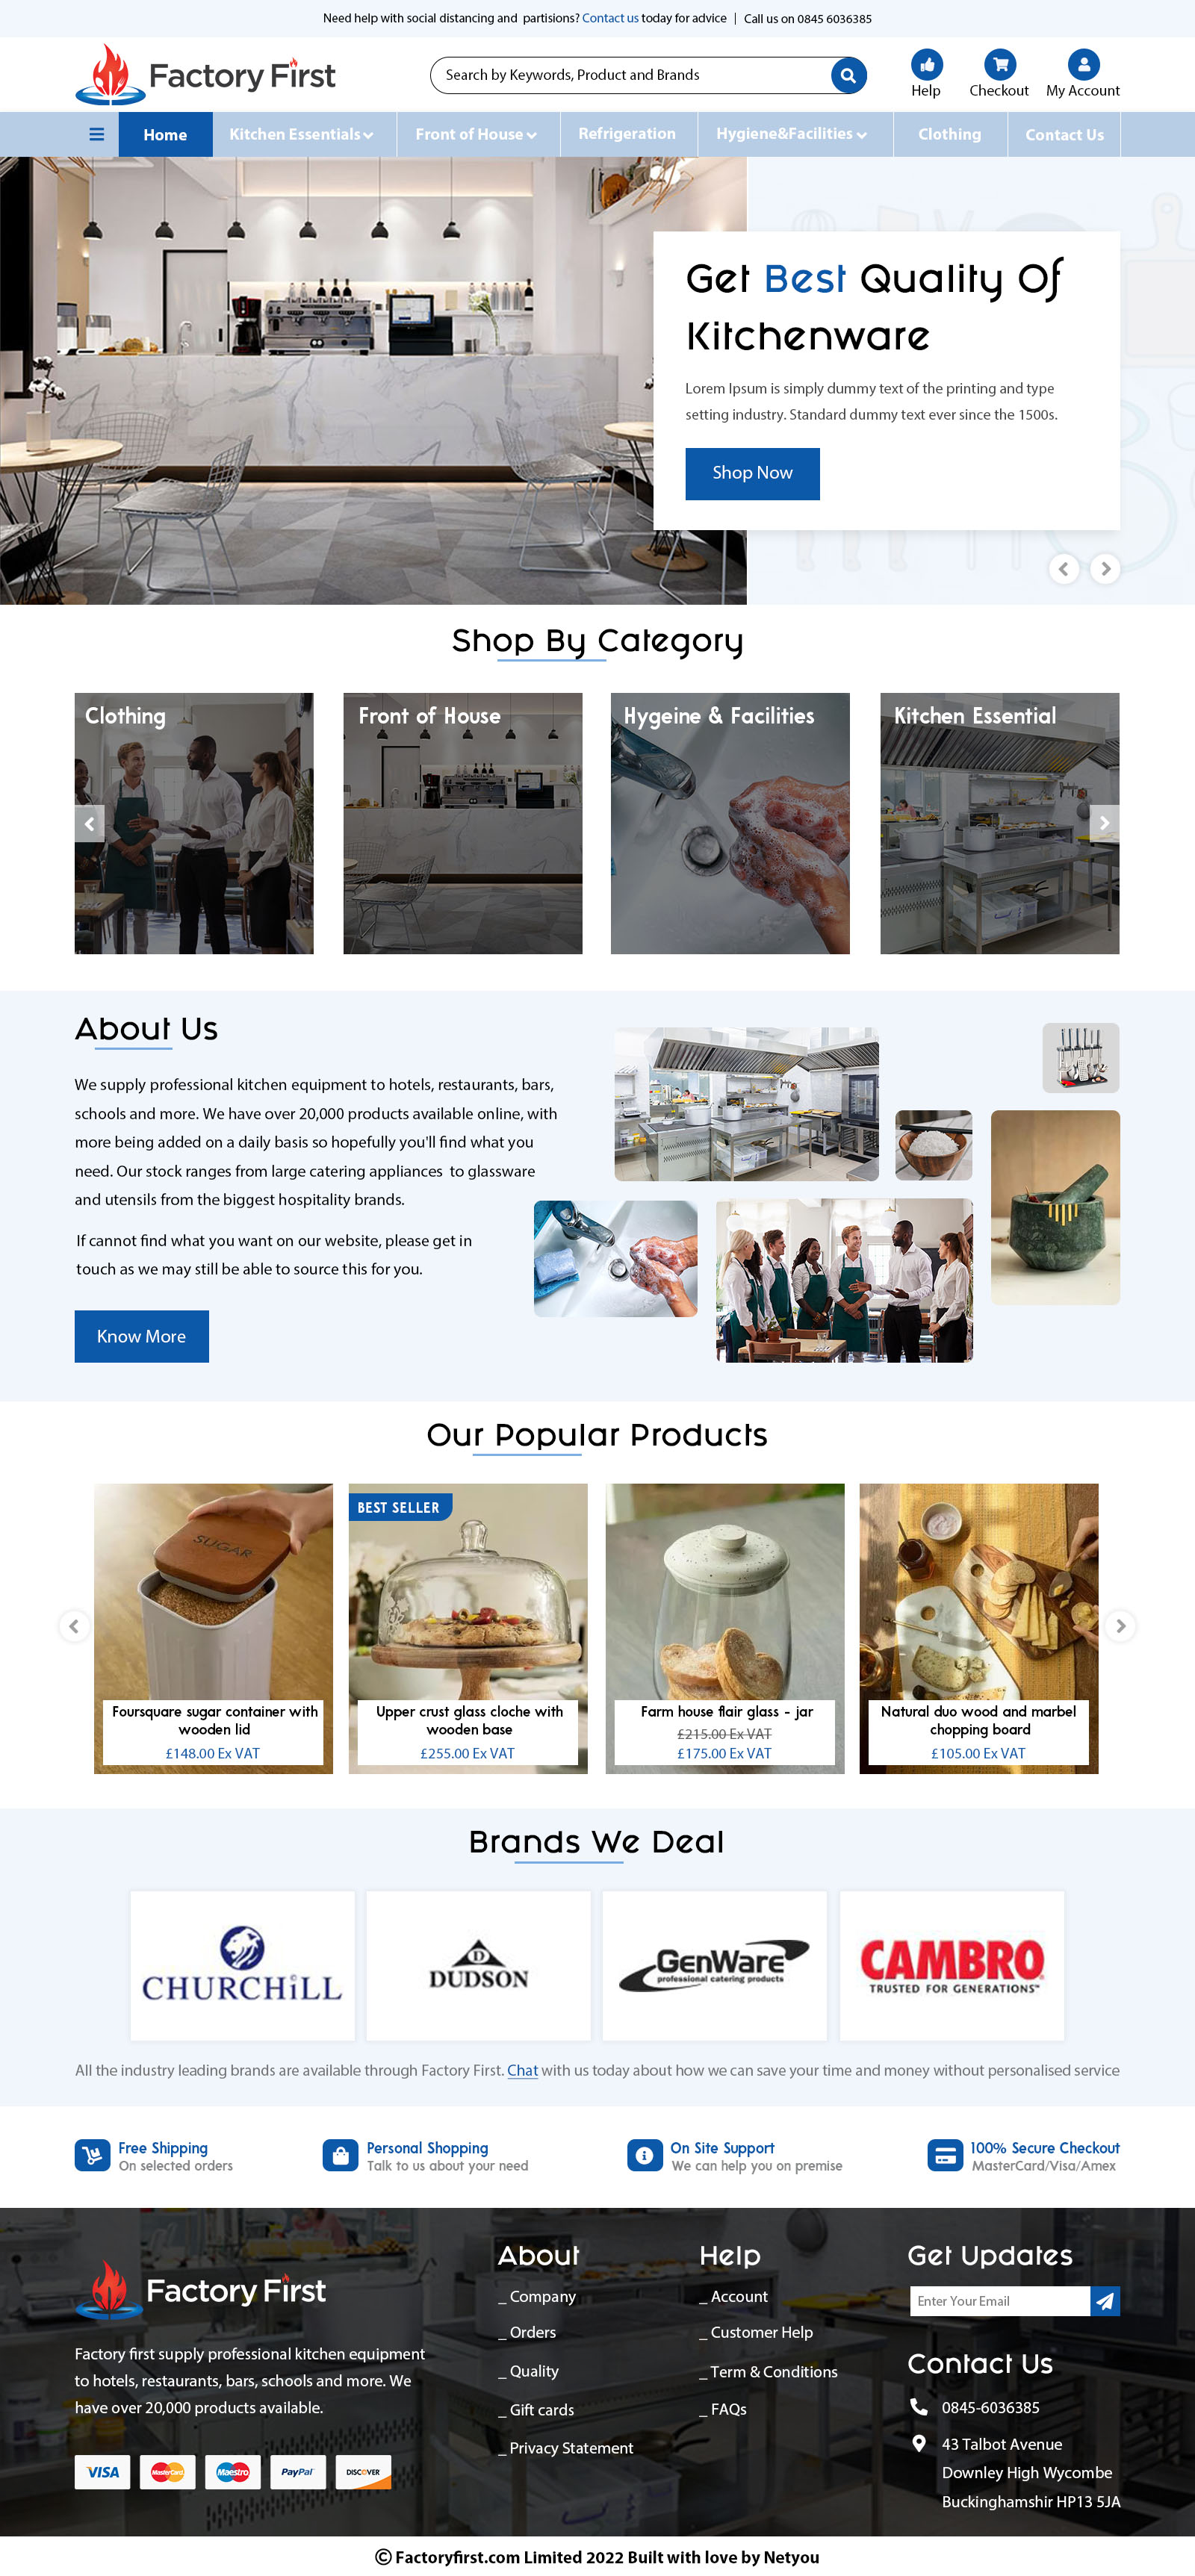 Need help with social distancing and partisions? Contact us today for advice | Call us on 0845 6036385
Factory First
Search by Keywords, Product and Brands
Help
Checkout
My Account
Home
Kitchen Essentials
Front of House
Refrigeration
Hygiene&Facilities
Clothing
Contact Us
Get Best Quality Of
Kitchenware
Lorem Ipsum is simply dummy text of the printing and type
setting industry. Standard dummy text ever since the 1500s.
Shop Now
Shop By Category
Clothing
Front of House
Hygeine & Facilities
Kitchen Essential
About Us
We supply professional kitchen equipment to hotels, restaurants, bars,
schools and more. We have over 20,000 products available online, with
more being added on a daily basis so hopefully you'll find what you
need. Our stock ranges from large catering appliances to glassware
and utensils from the biggest hospitality brands.
If cannot find what you want on our website, please get in
touch as we may still be able to source this for you.
Know More
Our Popular Products
SUGAR
Foursquare sugar container with
wooden lid
£148.00 Ex VAT
BEST SELLER
Upper crust glass cloche with
wooden base
£255.00 Ex VAT
Farm house flair glass - jar
£215.00 Ex VAT
£175.00 Ex VAT
Natural duo wood and marbel
chopping board
£105.00 Ex VAT
Brands We Deal
CHURCHiLL
D
DUDSON
GenWare
professional catering products
CAMBRO
TRUSTED FOR GENERATIONS™
All the industry leading brands are available through Factory First. Chat with us today about how we can save your time and money without personalised service
Free Shipping
On selected orders
Personal Shopping
Talk to us about your need
On Site Support
We can help you on premise
100% Secure Checkout
MasterCard/Visa/Amex
Factory First
Factory first supply professional kitchen equipment
to hotels, restaurants, bars, schools and more. We
have over 20,000 products available.
VISA
MasterCard
Maestro
PayPal
DISCOVER
About
_ Company
_ Orders
_ Quality
_ Gift cards
_ Privacy Statement
Help
_ Account
_ Customer Help
_ Term & Conditions
_ FAQs
Get Updates
Enter Your Email
Contact Us
0845-6036385
43 Talbot Avenue
Downley High Wycombe
Buckinghamshir HP13 5JA
© Factoryfirst.com Limited 2022 Built with love by Netyou